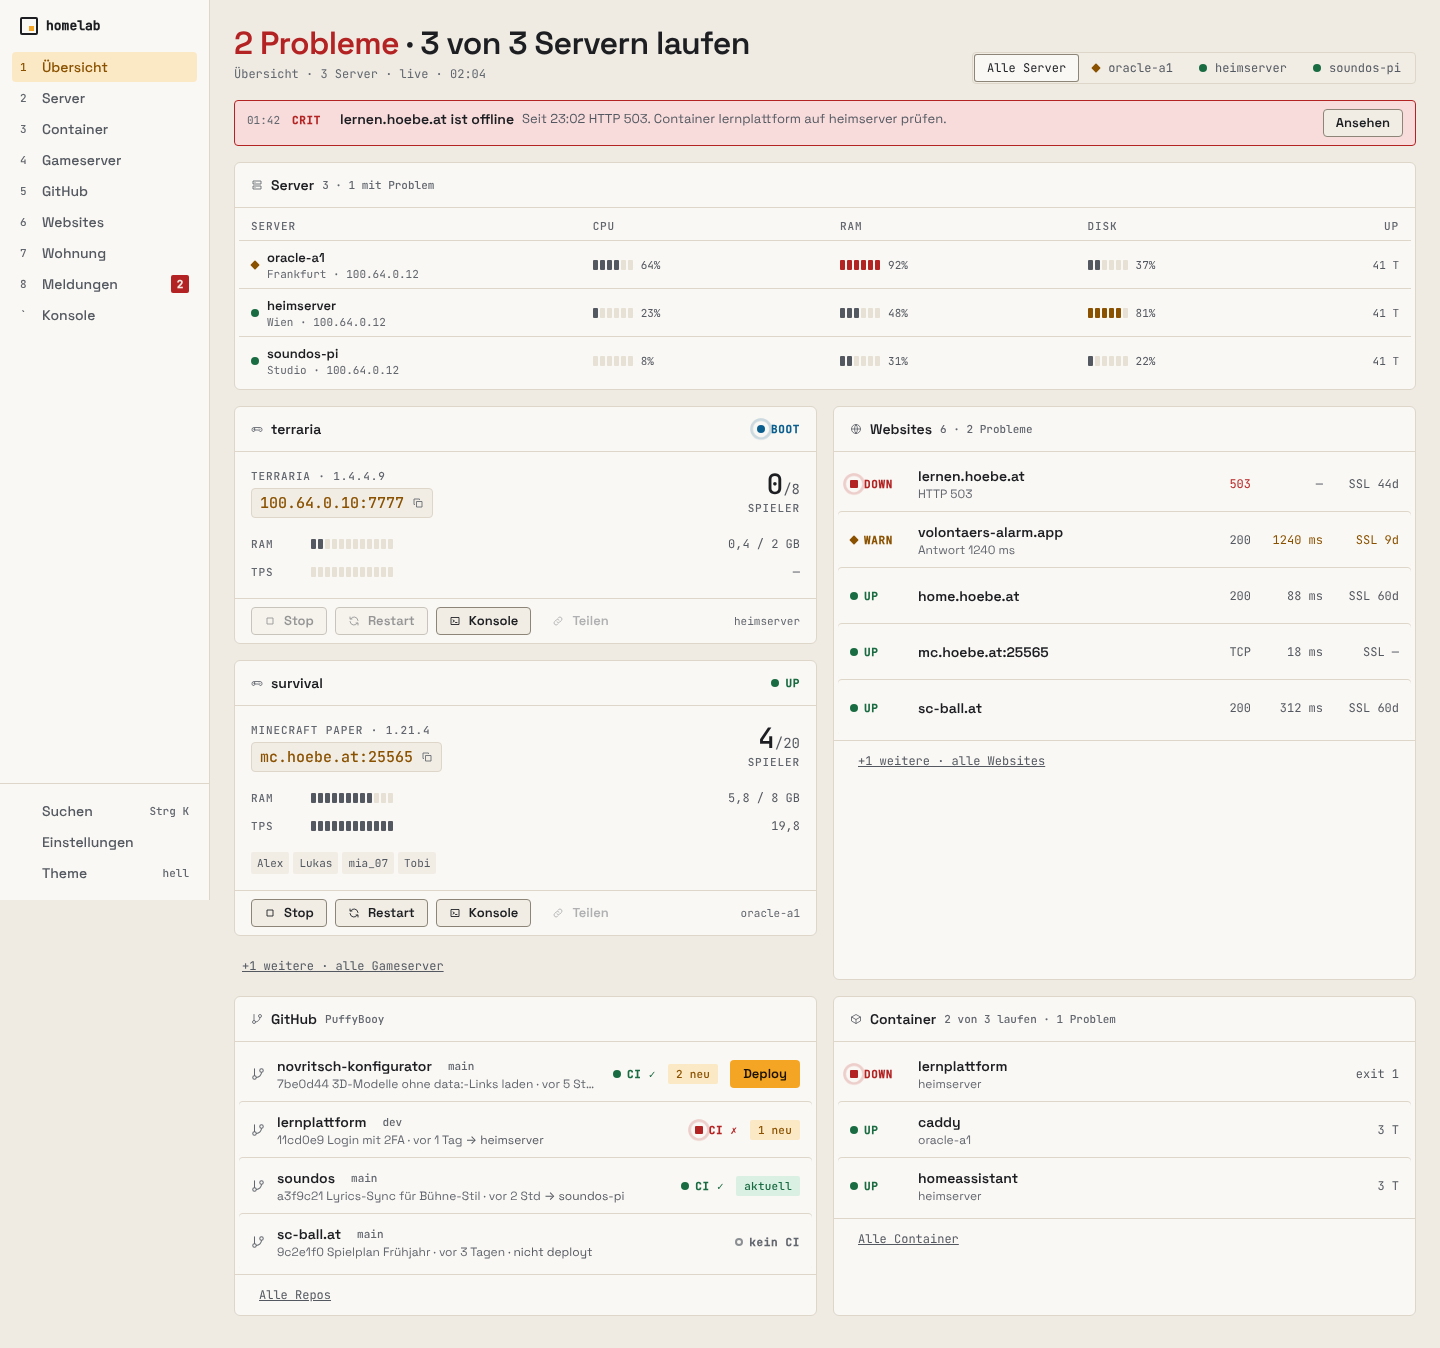 homelab
1 Übersicht
2 Server
3 Container
4 Gameserver
5 GitHub
6 Websites
7 Wohnung
8 Meldungen 2
` Konsole
Suchen Strg K
Einstellungen
Theme hell
2 Probleme · 3 von 3 Servern laufen
Übersicht · 3 Server · live · 02:04
Alle Server oracle-a1 heimserver soundos-pi
01:42 CRIT lernen.hoebe.at ist offline Seit 23:02 HTTP 503. Container lernplattform auf heimserver prüfen. Ansehen
Server 3 · 1 mit Problem
SERVER CPU RAM DISK UP
oracle-a1
Frankfurt · 100.64.0.12
64% 92% 37% 41 T
heimserver
Wien · 100.64.0.12
23% 48% 81% 41 T
soundos-pi
Studio · 100.64.0.12
8% 31% 22% 41 T
terraria BOOT
TERRARIA · 1.4.4.9
100.64.0.10:7777
0/8
SPIELER
RAM 0,4 / 2 GB
TPS —
Stop Restart Konsole Teilen heimserver
survival UP
MINECRAFT PAPER · 1.21.4
mc.hoebe.at:25565
4/20
SPIELER
RAM 5,8 / 8 GB
TPS 19,8
Alex Lukas mia_07 Tobi
Stop Restart Konsole Teilen oracle-a1
+1 weitere · alle Gameserver
Websites 6 · 2 Probleme
DOWN lernen.hoebe.at 503 — SSL 44d
HTTP 503
WARN volontaers-alarm.app 200 1240 ms SSL 9d
Antwort 1240 ms
UP home.hoebe.at 200 88 ms SSL 60d
UP mc.hoebe.at:25565 TCP 18 ms SSL —
UP sc-ball.at 200 312 ms SSL 60d
+1 weitere · alle Websites
GitHub PuffyBooy
novritsch-konfigurator main
7be0d44 3D-Modelle ohne data:-Links laden · vor 5 St…
CI ✓ 2 neu Deploy
lernplattform dev
11cd0e9 Login mit 2FA · vor 1 Tag → heimserver
CI ✗ 1 neu
soundos main
a3f9c21 Lyrics-Sync für Bühne-Stil · vor 2 Std → soundos-pi
CI ✓ aktuell
sc-ball.at main
9c2e1f0 Spielplan Frühjahr · vor 3 Tagen · nicht deployt
kein CI
Alle Repos
Container 2 von 3 laufen · 1 Problem
DOWN lernplattform exit 1
heimserver
UP caddy 3 T
oracle-a1
UP homeassistant 3 T
heimserver
Alle Container